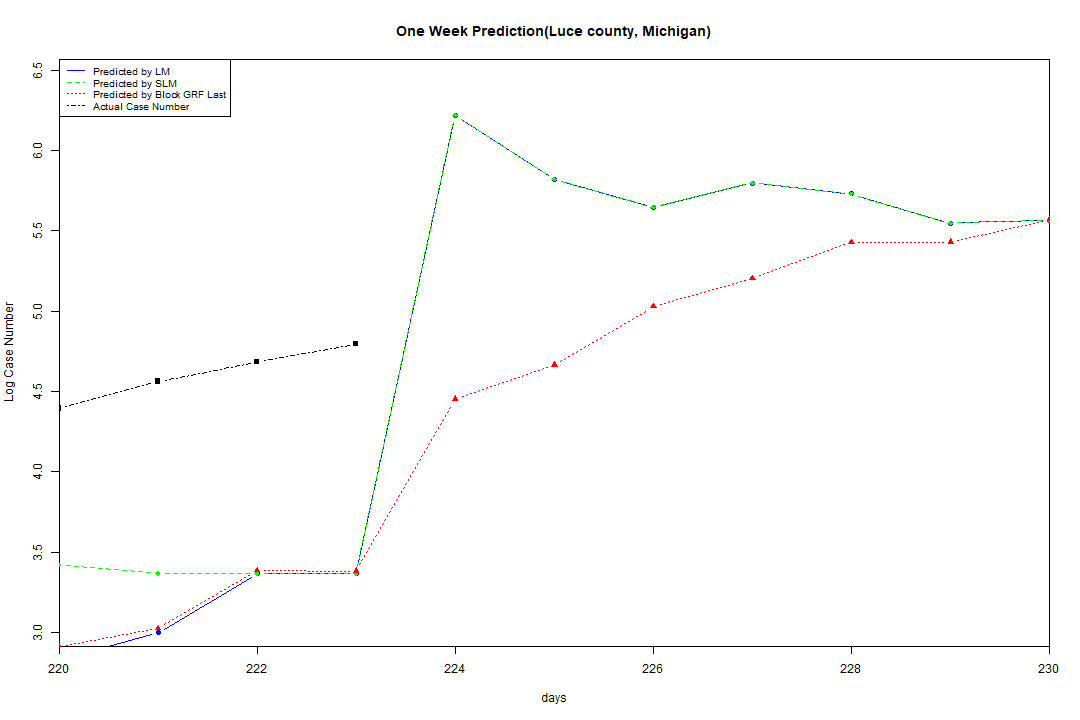 One Week Prediction(Luce county, Michigan)
Predicted by LM
Predicted by SLM
Predicted by Block GRF Last
Actual Case Number
6.5
6.0
5.5
5.0
4.5
4.0
3.5
3.0
Log Case Number
220 222 224 226 228 230
days